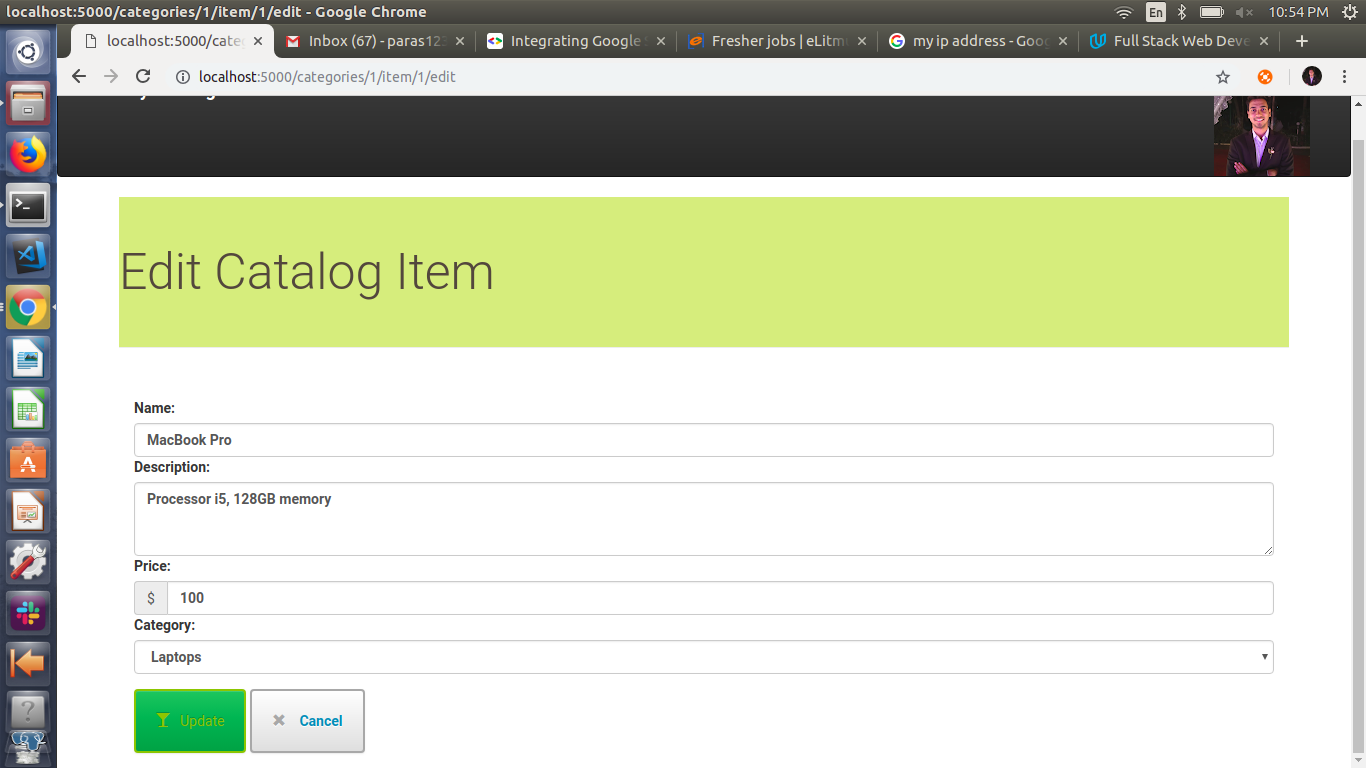 localhost:5000/categories/1/item/1/edit - Google Chrome
En
10:54 PM
localhost:5000/cate
Inbox (67) - paras123
Integrating Google
Fresher jobs | eLitm
my ip address - Goo
Full Stack Web Deve
localhost:5000/categories/1/item/1/edit
Edit Catalog Item
Name:
MacBook Pro
Description:
Processor i5, 128GB memory
Price:
$ 100
Category:
Laptops
Update
Cancel